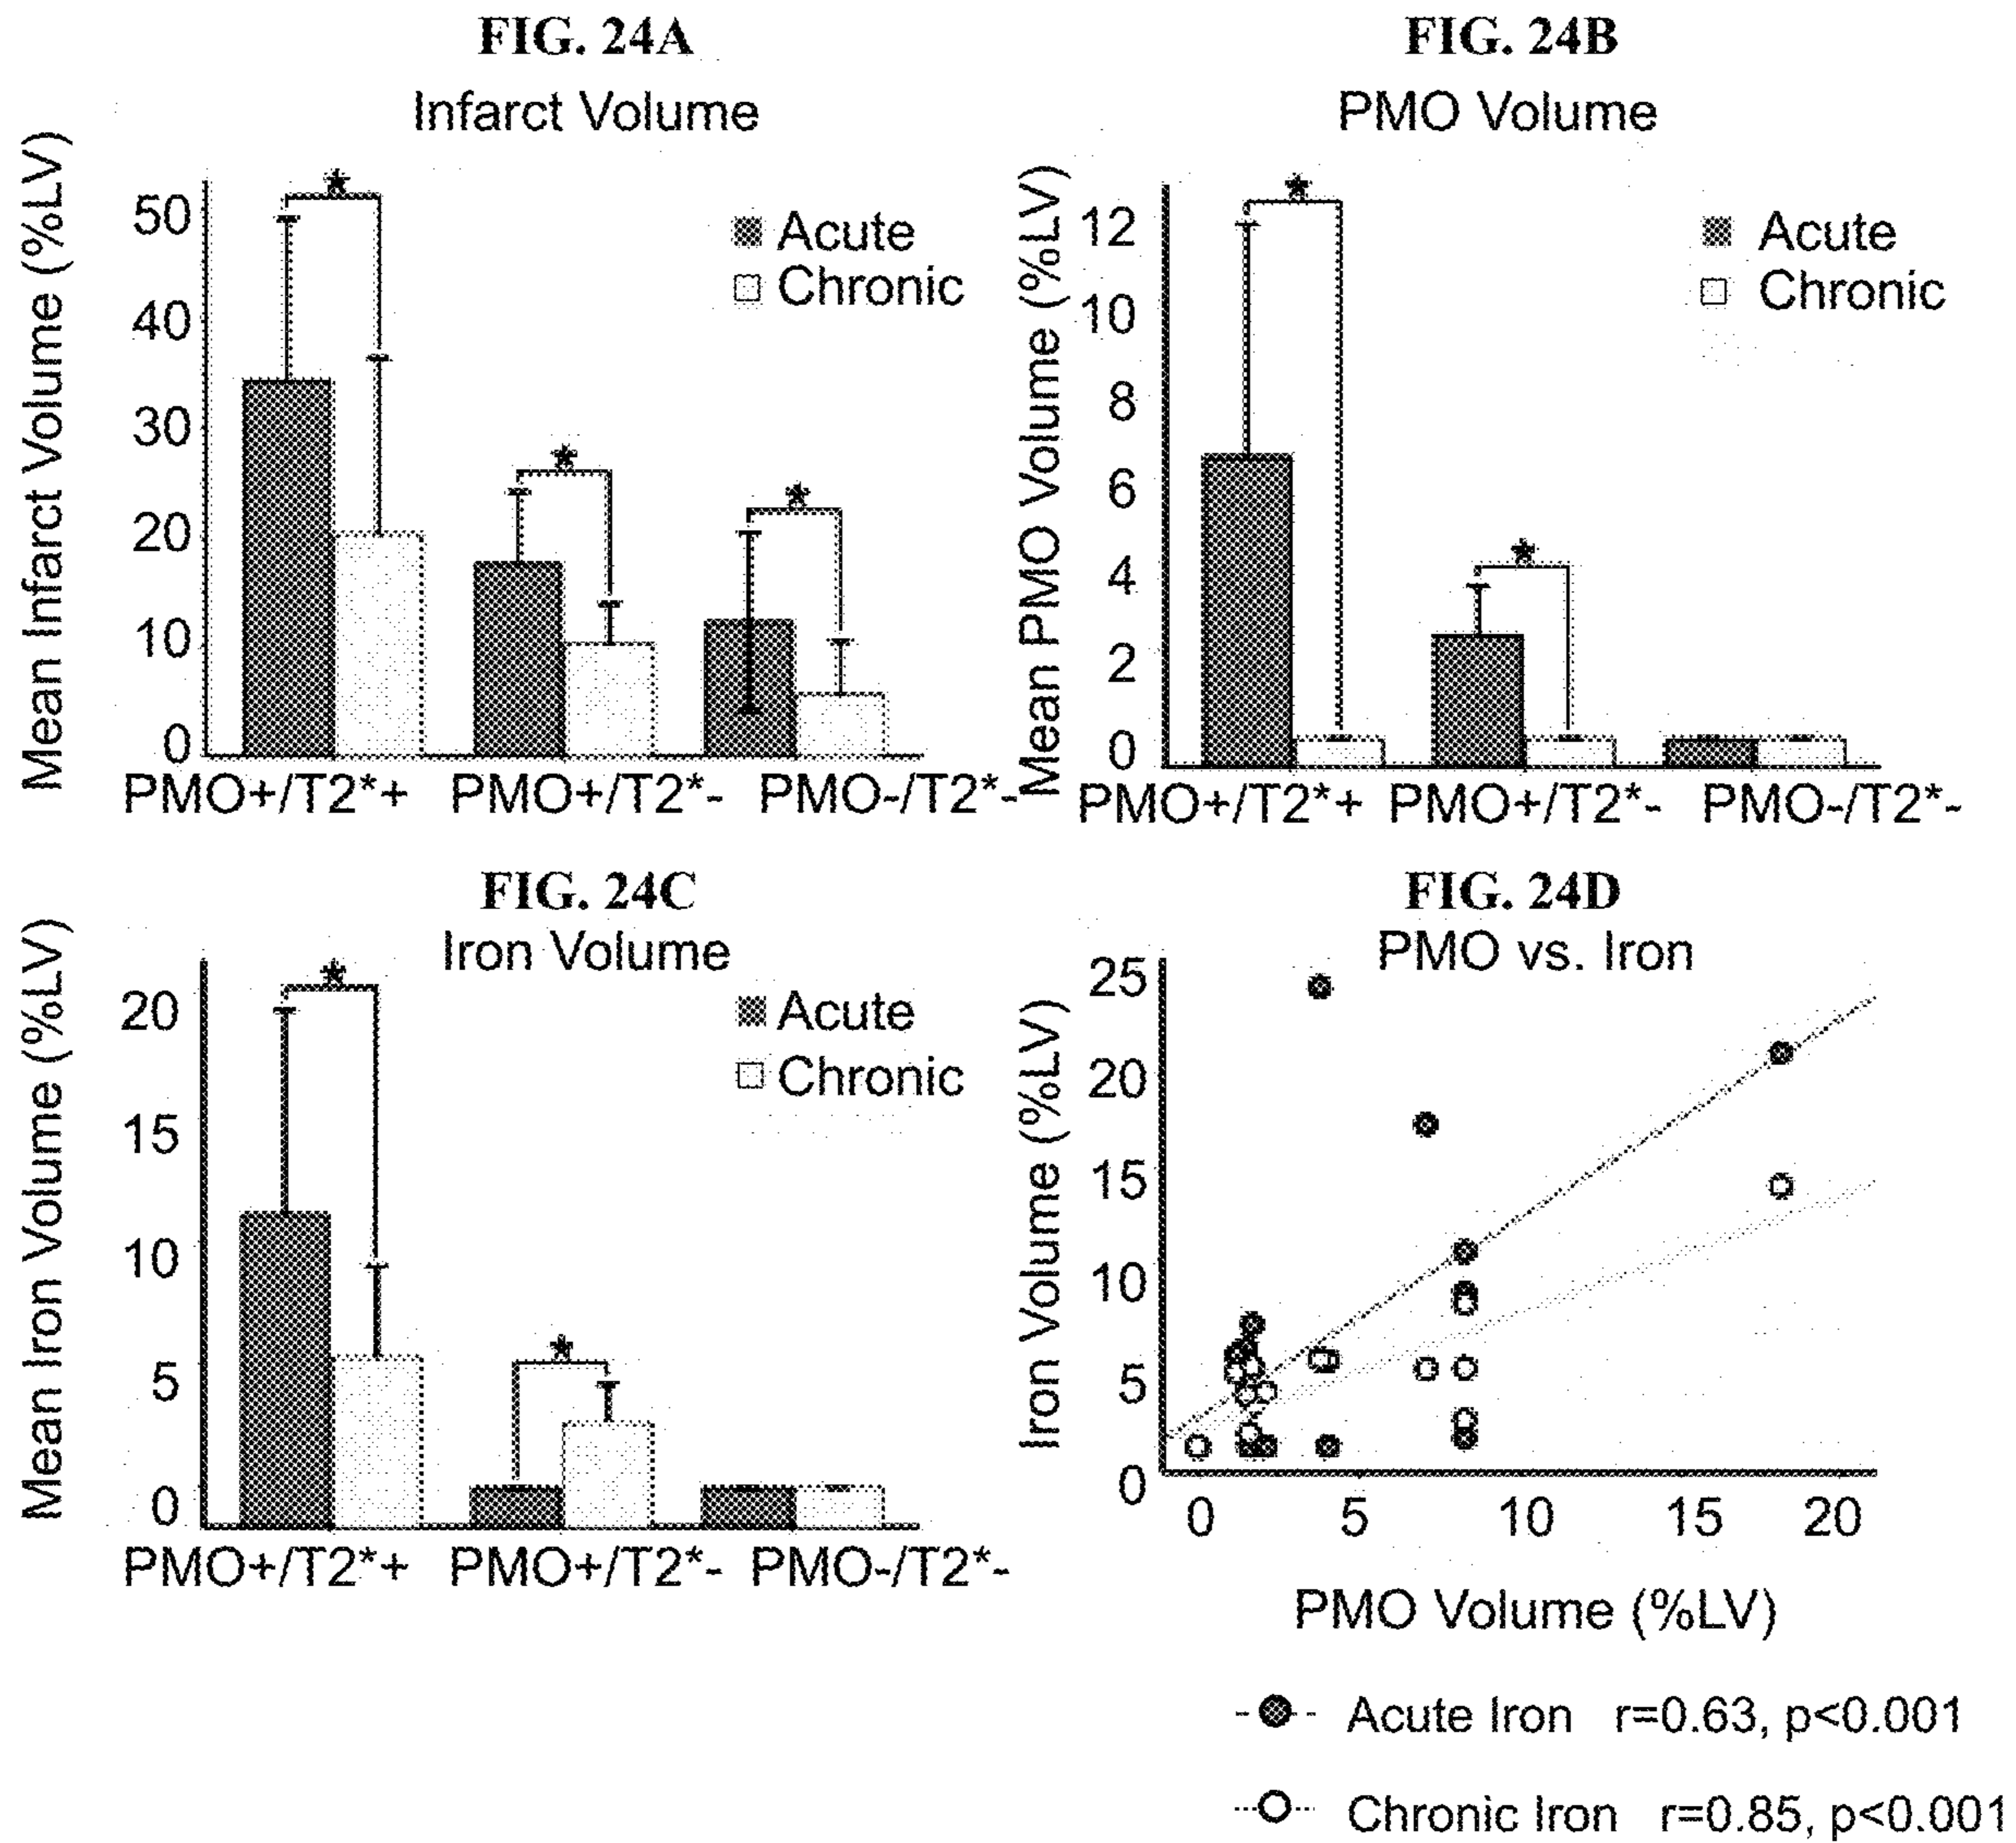 FIG. 24A
Infarct Volume
Mean Infarct Volume (%LV)
50
40
30
20
10
0
*
*
*
Acute
Chronic
PMO+/T2*+ PMO+/T2*- PMO-/T2*-
FIG. 24B
PMO Volume
Mean PMO Volume (%LV)
12
10
8
6
4
2
0
*
*
Acute
Chronic
PMO+/T2*+ PMO+/T2*- PMO-/T2*-
FIG. 24C
Iron Volume
Mean Iron Volume (%LV)
20
15
10
5
0
*
*
Acute
Chronic
PMO+/T2*+ PMO+/T2*- PMO-/T2*-
FIG. 24D
PMO vs. Iron
Iron Volume (%LV)
25
20
15
10
5
0
0 5 10 15 20
PMO Volume (%LV)
Acute Iron r=0.63, p<0.001
Chronic Iron r=0.85, p<0.001